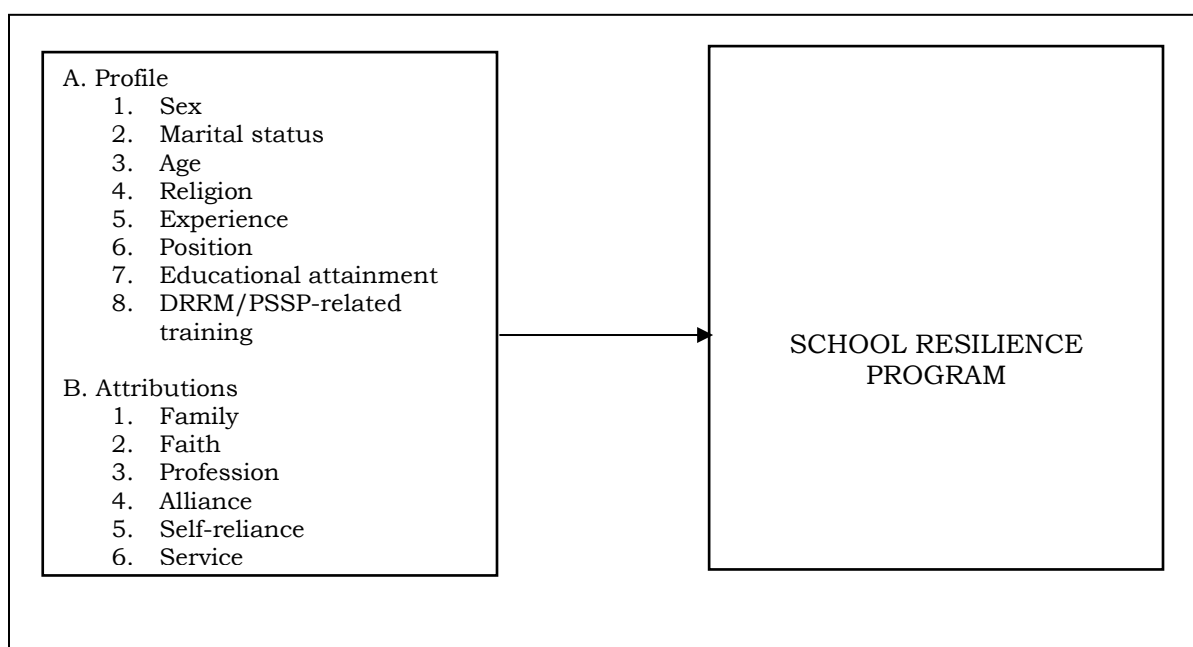 A. Profile
1. Sex
2. Marital status
3. Age
4. Religion
5. Experience
6. Position
7. Educational attainment
8. DRRM/PSSP-related
training
B. Attributions
1. Family
2. Faith
3. Profession
4. Alliance
5. Self-reliance
6. Service
SCHOOL RESILIENCE
PROGRAM